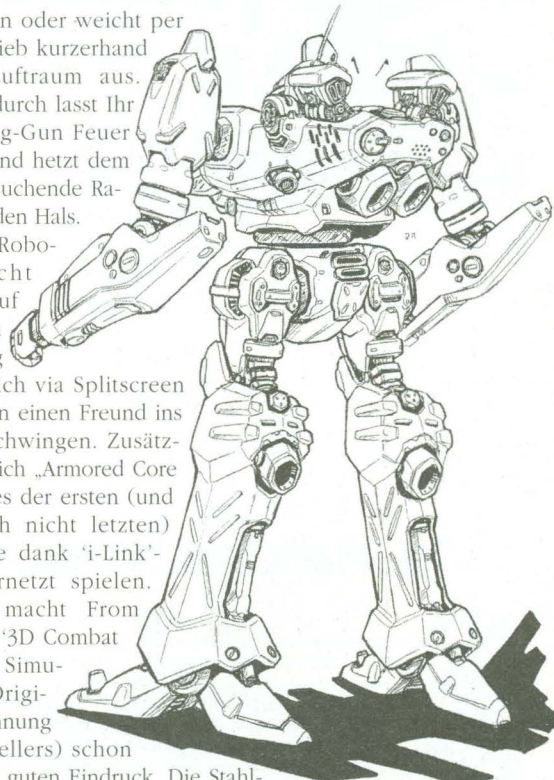 n oder weicht per
ieb kurzerhand
uftraum aus.
durch lasst Ihr
g-Gun Feuer
nd hetzt dem
suchende Ra-
den Hals.
Robo-
cht
uf
g
ich via Splitscreen
n einen Freund ins
chwingen. Zusätz-
ich „Armored Core
es der ersten (und
h nicht letzten)
e dank ‘i-Link’-
rnetzt spielen.
macht From
‘3D Combat
Simu-
Origi-
nnung
ellers) schon
guten Eindruck. Die Stahl-